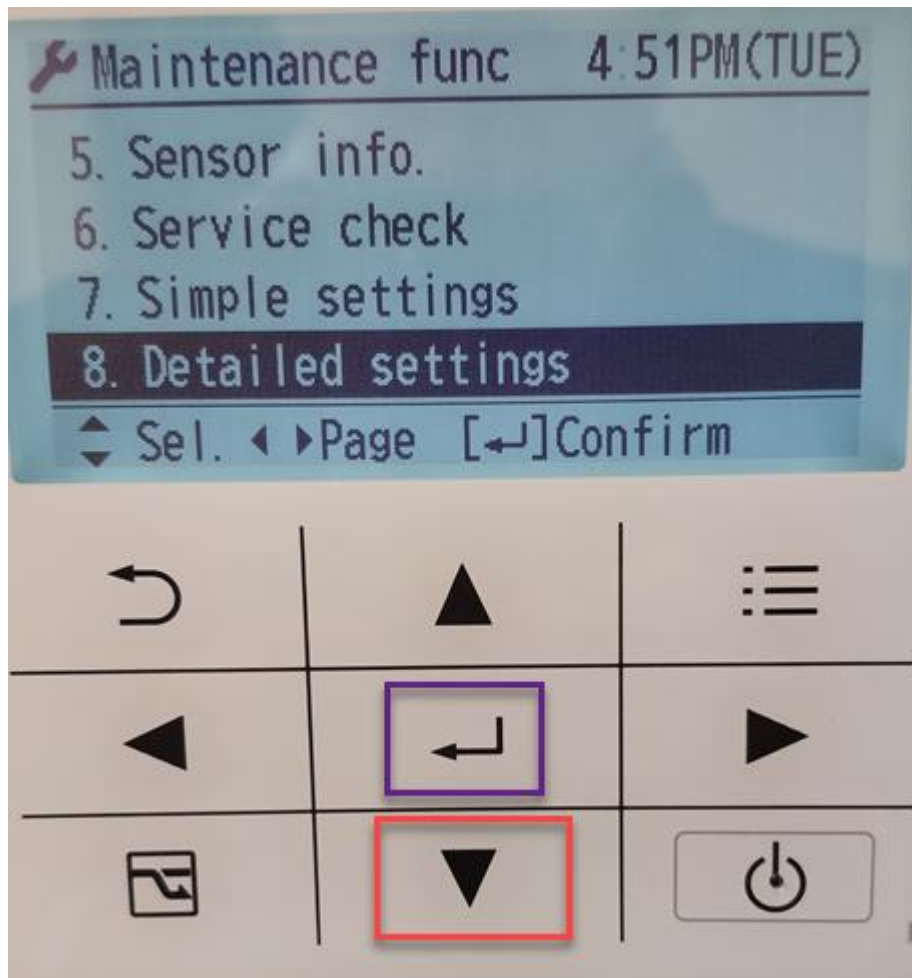 Maintenance func 4:51PM(TUE)
5. Sensor info.
6. Service check
7. Simple settings
8. Detailed settings
Sel. Page [↵]Confirm